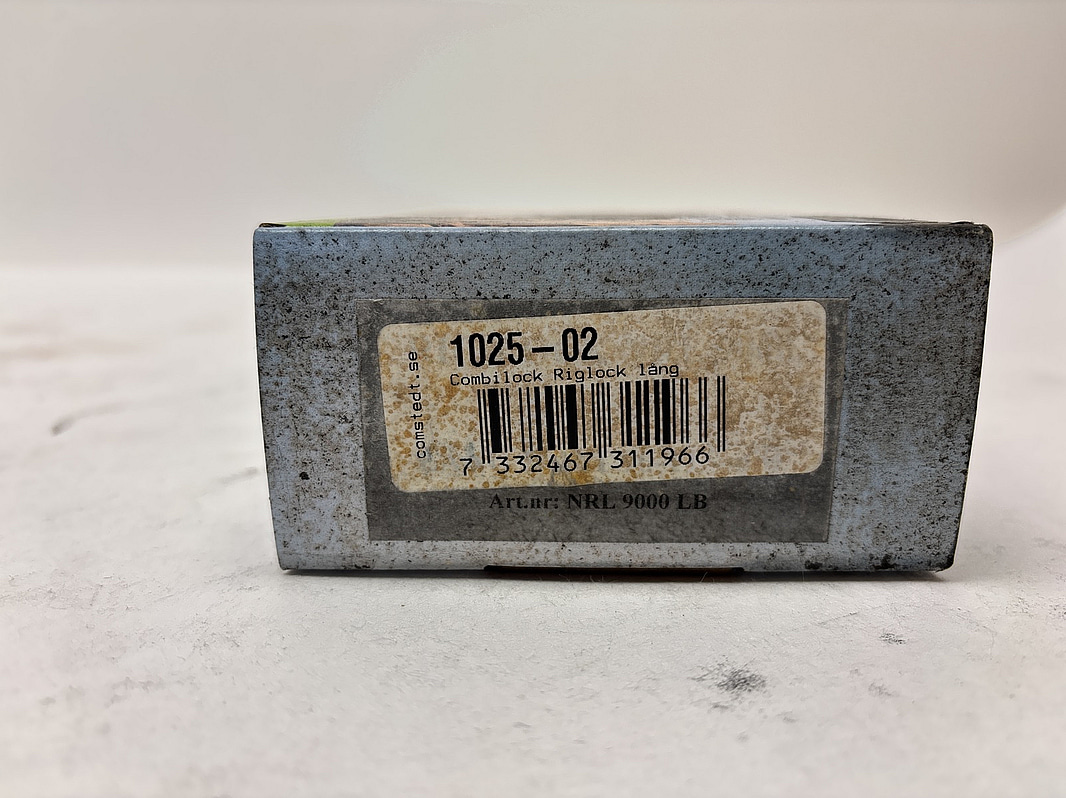 1025-02
Combilock Riglock lång
comstedt.se
7 332467 311966
Art.nr: NRL 9000 LB